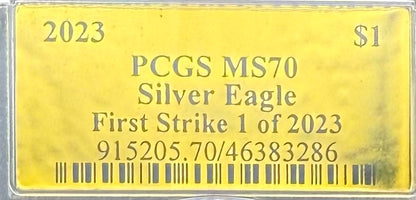 2023 $1
PCGS MS70
Silver Eagle
First Strike 1 of 2023
915205.70/46383286